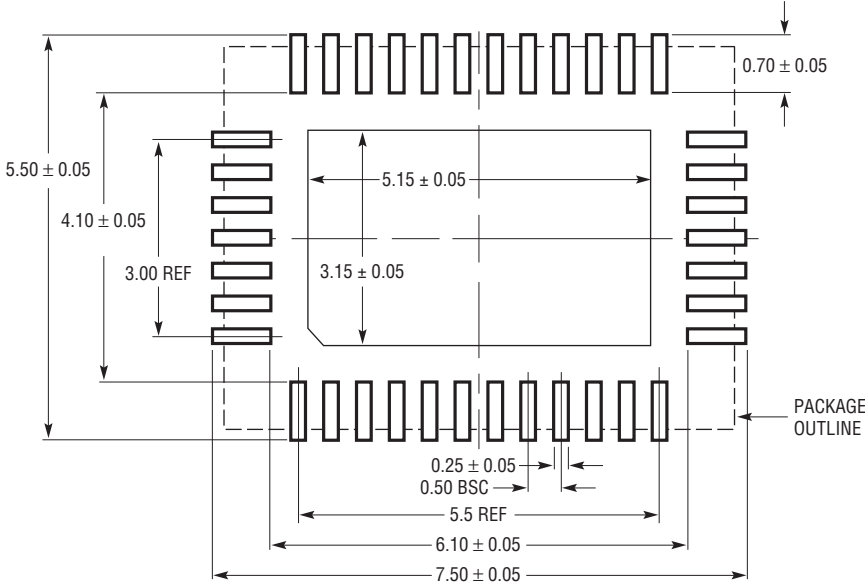 0.70 ± 0.05
5.50 ± 0.05
5.15 ± 0.05
4.10 ± 0.05
3.00 REF
3.15 ± 0.05
PACKAGE
OUTLINE
0.25 ± 0.05
0.50 BSC
5.5 REF
6.10 ± 0.05
7.50 ± 0.05